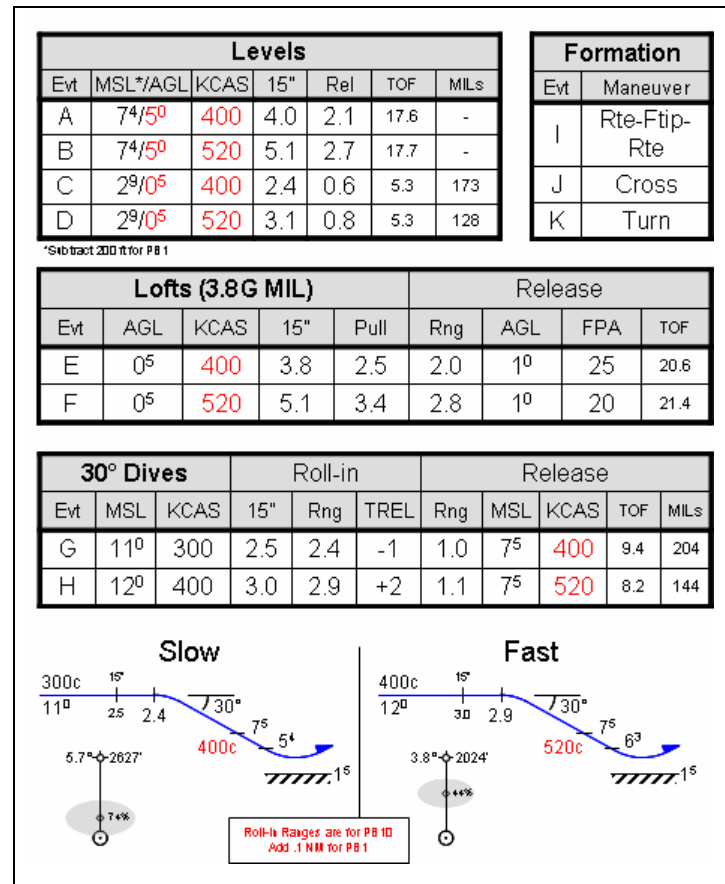 Levels
Evt MSL*/AGL KCAS 15" Rel TOF MILs
A 7⁴/5⁰ 400 4.0 2.1 17.6 -
B 7⁴/5⁰ 520 5.1 2.7 17.7 -
C 2⁹/0⁵ 400 2.4 0.6 5.3 173
D 2⁹/0⁵ 520 3.1 0.8 5.3 128
*Subtract 200 ft for PB 1
Formation
Evt Maneuver
I Rte-Ftip-
Rte
J Cross
K Turn
Lofts (3.8G MIL) Release
Evt AGL KCAS 15" Pull Rng AGL FPA TOF
E 0⁵ 400 3.8 2.5 2.0 1⁰ 25 20.6
F 0⁵ 520 5.1 3.4 2.8 1⁰ 20 21.4
30° Dives Roll-in Release
Evt MSL KCAS 15" Rng TREL Rng MSL KCAS TOF MILs
G 11⁰ 300 2.5 2.4 -1 1.0 7⁵ 400 9.4 204
H 12⁰ 400 3.0 2.9 +2 1.1 7⁵ 520 8.2 144
Slow
300c 15"
11⁰ 2.5 2.4 30°
7⁵
400c 5⁴
1⁵
5.7° 2627'
74%
Fast
400c 15"
12⁰ 3.0 2.9 30°
7⁵
520c 6³
1⁵
3.8° 2024'
44%
Roll-In Ranges are for PB 10
Add .1 NM for PB 1